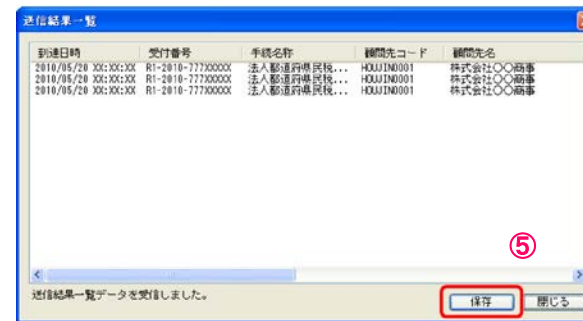 送信結果一覧
到達日時 受付番号 手続名称 顧問先コード 顧問先名
2010/05/20 XX:XX:XX R1-2010-777XXXXX 法人都道府県民税... HOUJIN0001 株式会社〇〇商事
2010/05/20 XX:XX:XX R1-2010-777XXXXX 法人都道府県民税... HOUJIN0001 株式会社〇〇商事
2010/05/20 XX:XX:XX R1-2010-777XXXXX 法人都道府県民税... HOUJIN0001 株式会社〇〇商事
⑤
送信結果一覧データを受信しました。 保存 閉じる